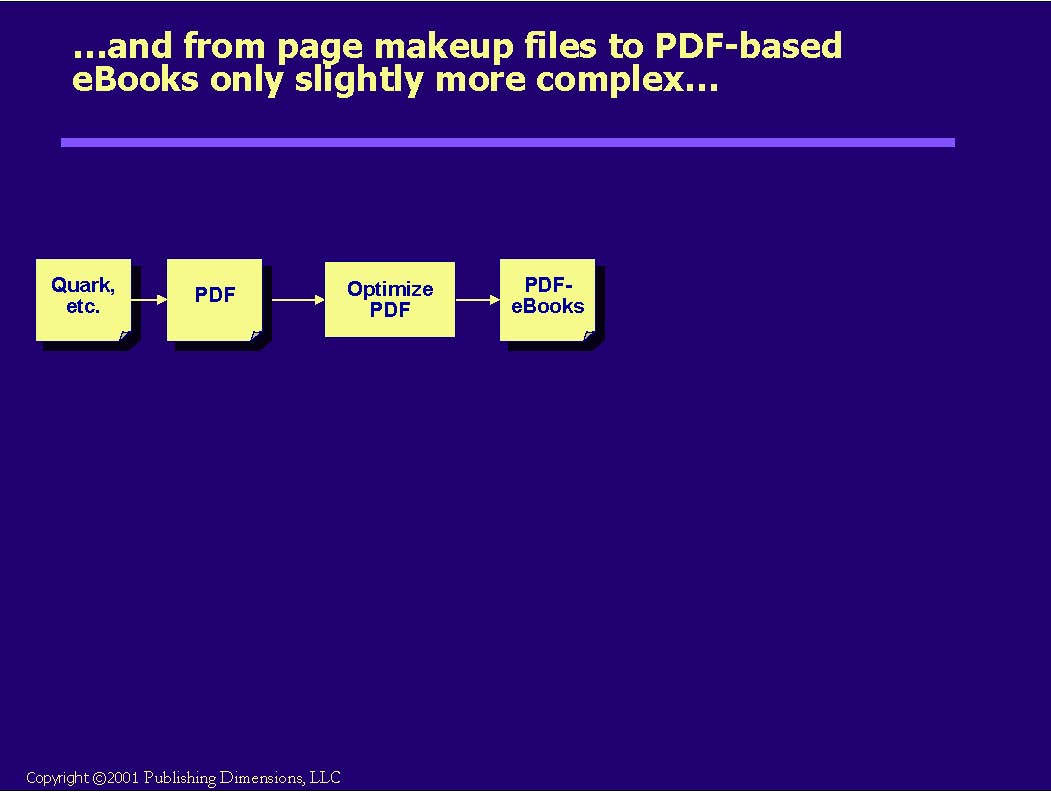 ...and from page makeup files to PDF-based
eBooks only slightly more complex...
Quark,
etc.
PDF
Optimize
PDF
PDF-
eBooks
Copyright ©2001 Publishing Dimensions, LLC